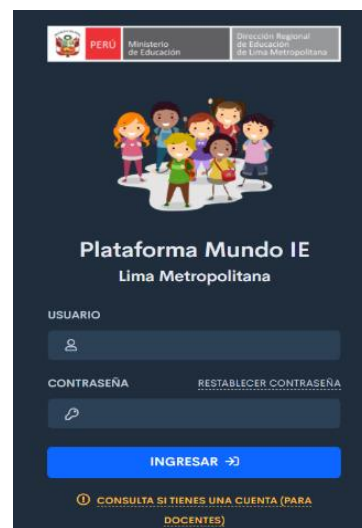 PERÚ
Ministerio
de Educación
Dirección Regional
de Educación
de Lima Metropolitana
Plataforma Mundo IE
Lima Metropolitana
USUARIO
CONTRASEÑA RESTABLECER CONTRASEÑA
INGRESAR
CONSULTA SI TIENES UNA CUENTA (PARA
DOCENTES)